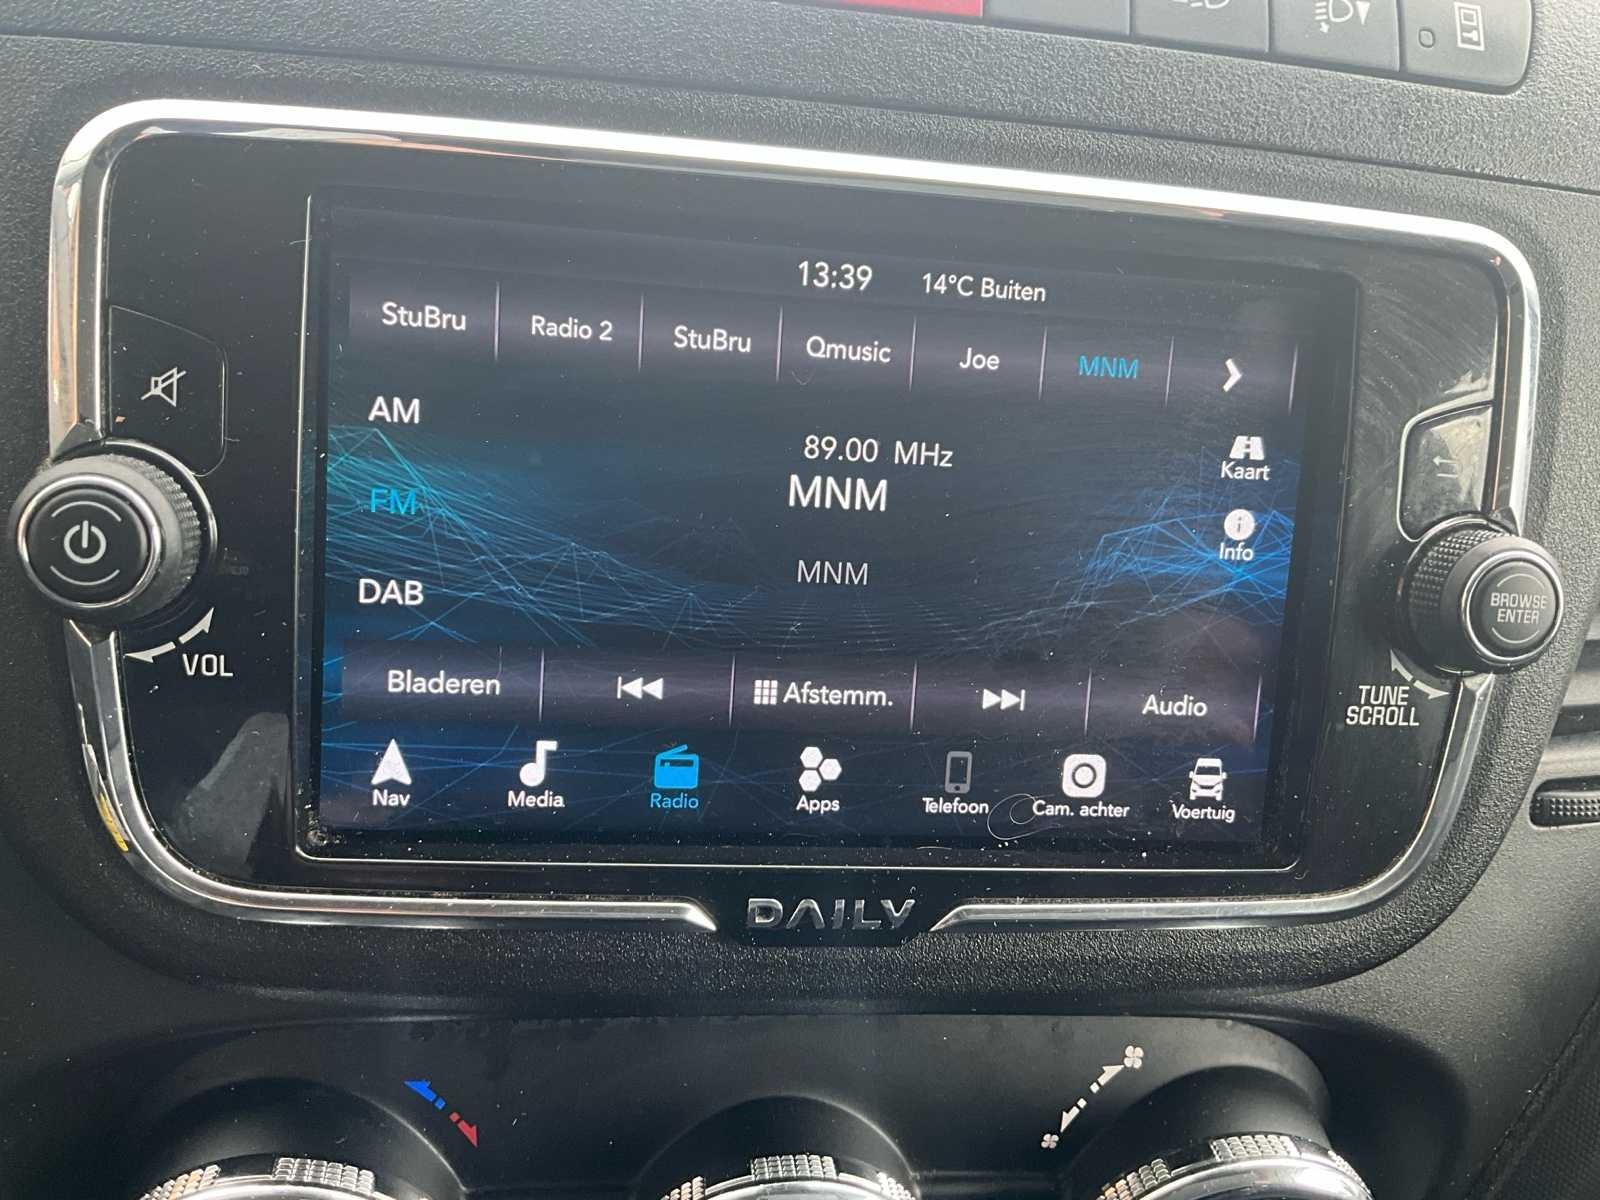 13:39 14°C Buiten
StuBru Radio 2 StuBru Qmusic Joe MNM
AM
89.00 MHz
Kaart
MNM
FM
Info
MNM
DAB
BROWSE
ENTER
VOL
Bladeren Afstemm. Audio
TUNE
SCROLL
Nav Media Radio Apps Telefoon Cam. achter Voertuig
DAILY